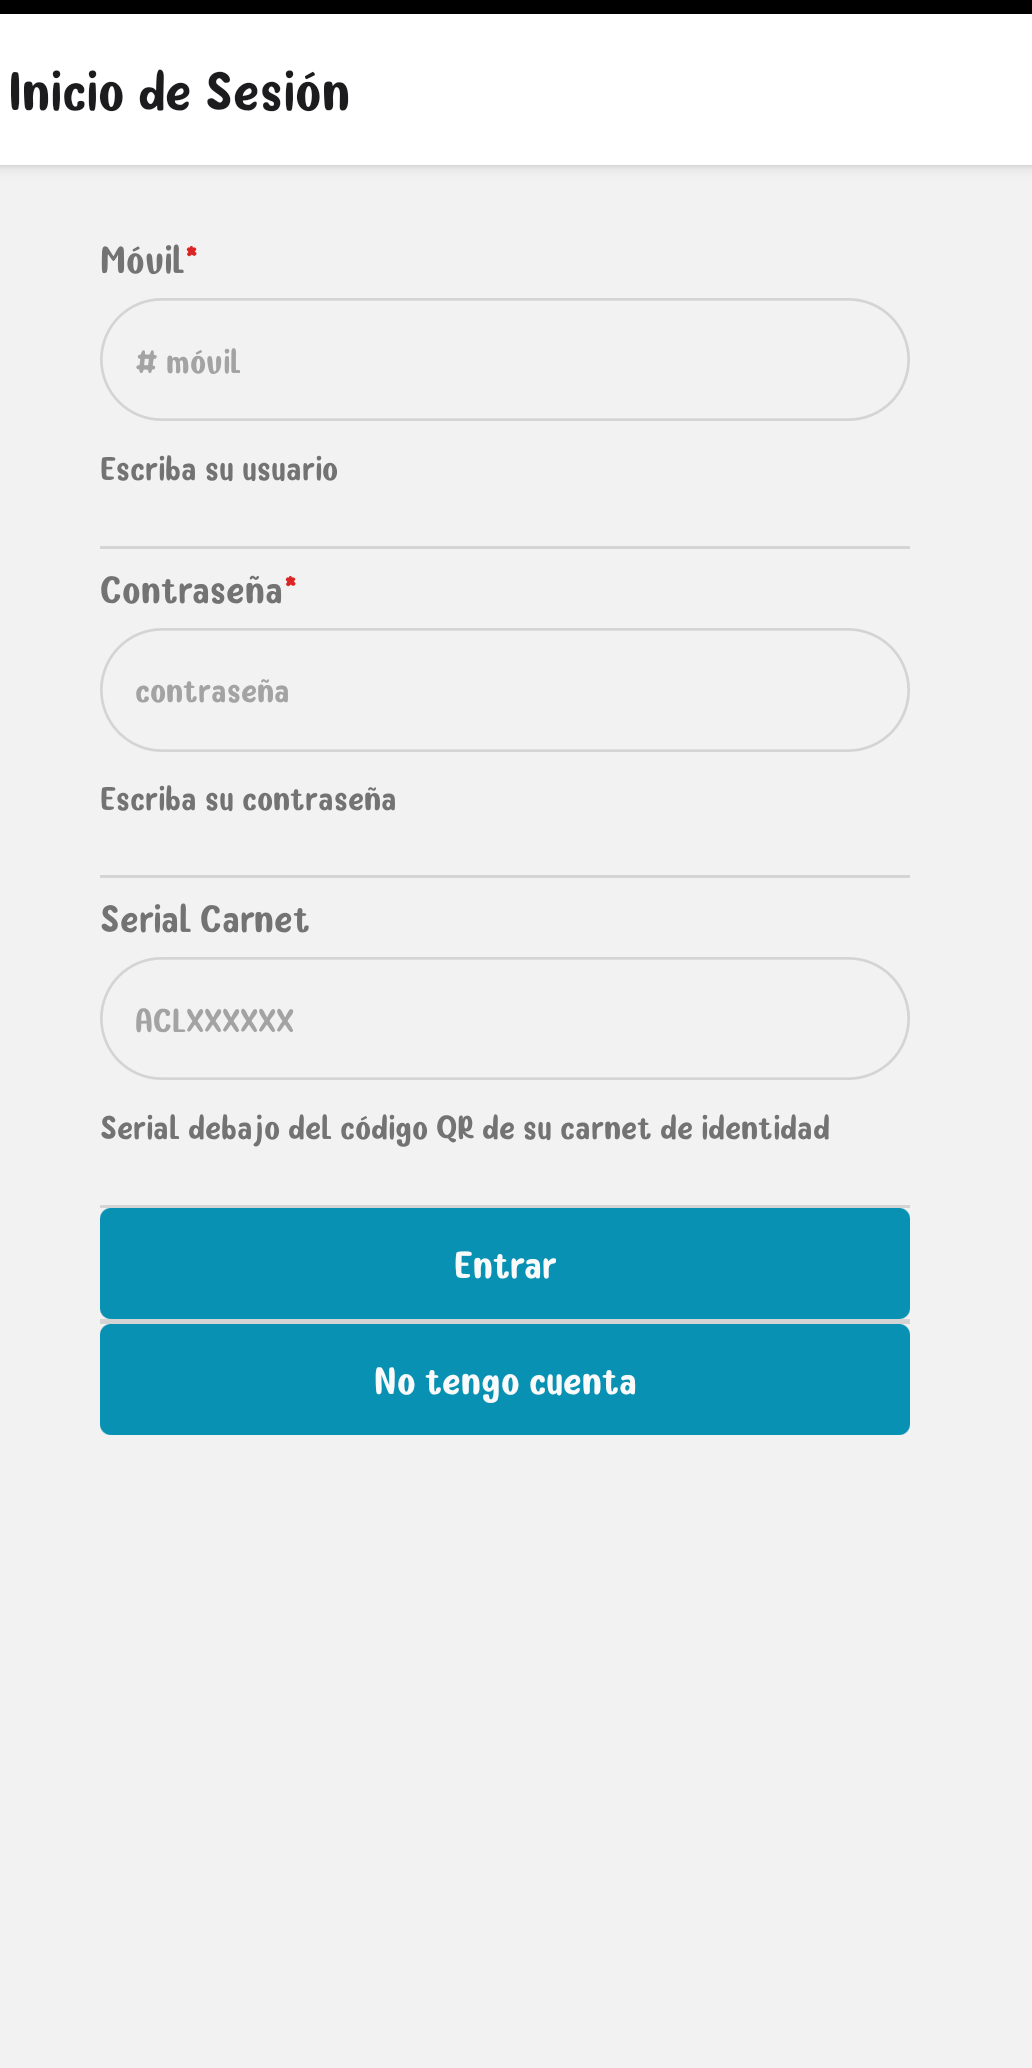 Inicio de Sesión
Móvil*
# móvil
Escriba su usuario
Contraseña*
contraseña
Escriba su contraseña
Serial Carnet
ACLXXXXXX
Serial debajo del código QR de su carnet de identidad
Entrar
No tengo cuenta